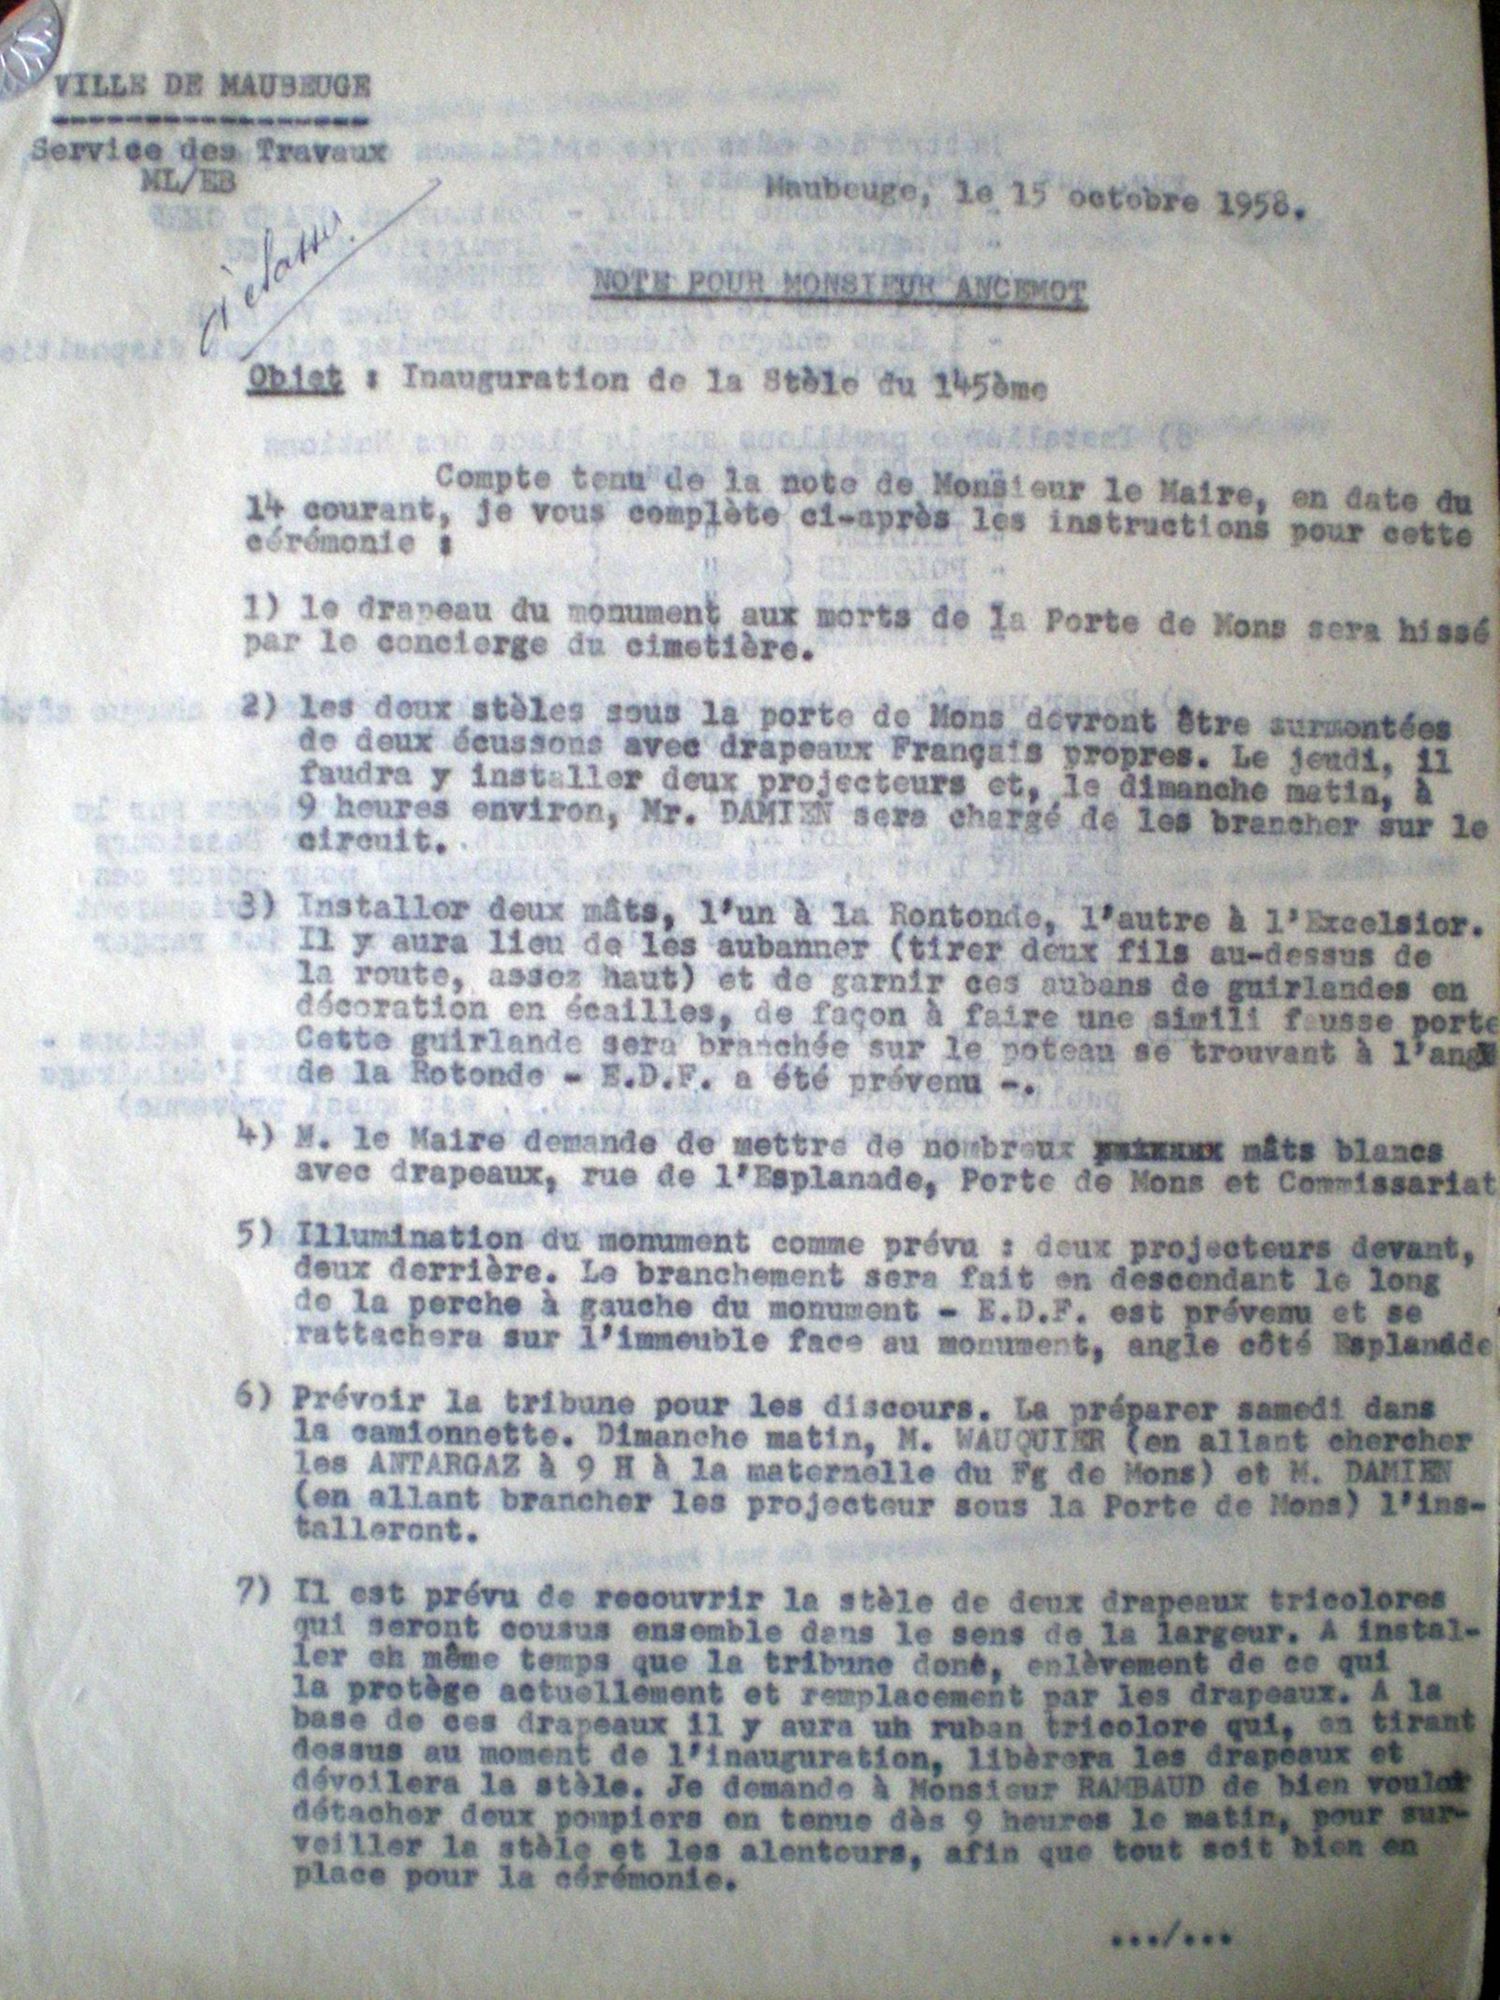 VILLE DE MAUBEUGE
Service des Travaux
ML/EB
Maubeuge, le 15 octobre 1958.
NOTE POUR MONSIEUR ANCEMOT
Objet : Inauguration de la Stèle du 145ème
Compte tenu de la note de Monsieur le Maire, en date du
14 courant, je vous complète ci-après les instructions pour cette
cérémonie :
1) le drapeau du monument aux morts de la Porte de Mons sera hissé
par le concierge du cimetière.
2) les deux stèles sous la porte de Mons devront être surmontées
de deux écussons avec drapeaux Français propres. Le jeudi, il
faudra y installer deux projecteurs et, le dimanche matin, à
9 heures environ, Mr. DAMIEN sera chargé de les brancher sur le
circuit.
3) Installer deux mâts, l'un à la Rontonde, l'autre à l'Excelsior.
Il y aura lieu de les aubanner (tirer deux fils au-dessus de
la route, assez haut) et de garnir ces aubans de guirlandes en
décoration en écailles, de façon à faire une simili fausse porte
Cette guirlande sera branchée sur le poteau se trouvant à l'angle
de la Rotonde - E.D.F. a été prévenu -.
4) M. le Maire demande de mettre de nombreux mâts blancs
avec drapeaux, rue de l'Esplanade, Porte de Mons et Commissariat
5) Illumination du monument comme prévu : deux projecteurs devant,
deux derrière. Le branchement sera fait en descendant le long
de la perche à gauche du monument - E.D.F. est prévenu et se
rattachera sur l'immeuble face au monument, angle côté Esplanade
6) Prévoir la tribune pour les discours. La préparer samedi dans
la camionnette. Dimanche matin, M. WAUQUIER (en allant chercher
les ANTARGAZ à 9 H à la maternelle du Fg de Mons) et M. DAMIEN
(en allant brancher les projecteur sous la Porte de Mons) l'ins-
talleront.
7) Il est prévu de recouvrir la stèle de deux drapeaux tricolores
qui seront cousus ensemble dans le sens de la largeur. A instal-
ler en même temps que la tribune donc, enlèvement de ce qui
la protège actuellement et remplacement par les drapeaux. A la
base de ces drapeaux il y aura un ruban tricolore qui, en tirant
dessus au moment de l'inauguration, libèrera les drapeaux et
dévoilera la stèle. Je demande à Monsieur RAMBAUD de bien vouloir
détacher deux pompiers en tenue dès 9 heures le matin, pour sur-
veiller la stèle et les alentours, afin que tout soit bien en
place pour la cérémonie.
.../...